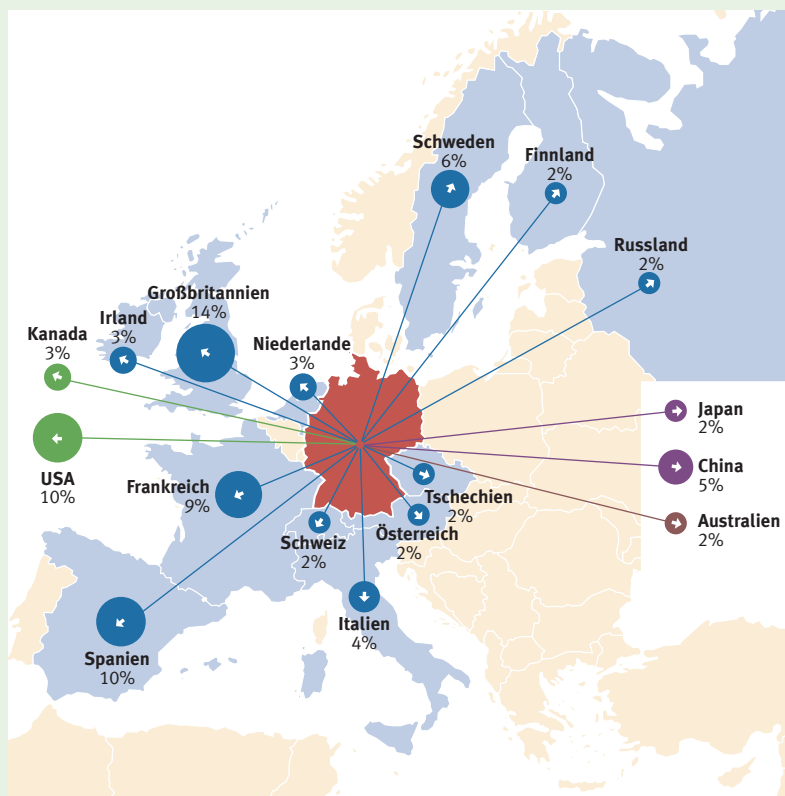 Schweden
6%
Finnland
2%
Russland
2%
Großbritannien
14%
Irland
3%
Kanada
3%
Niederlande
3%
Japan
2%
China
5%
Australien
2%
USA
10%
Frankreich
9%
Tschechien
2%
Österreich
2%
Schweiz
2%
Italien
4%
Spanien
10%